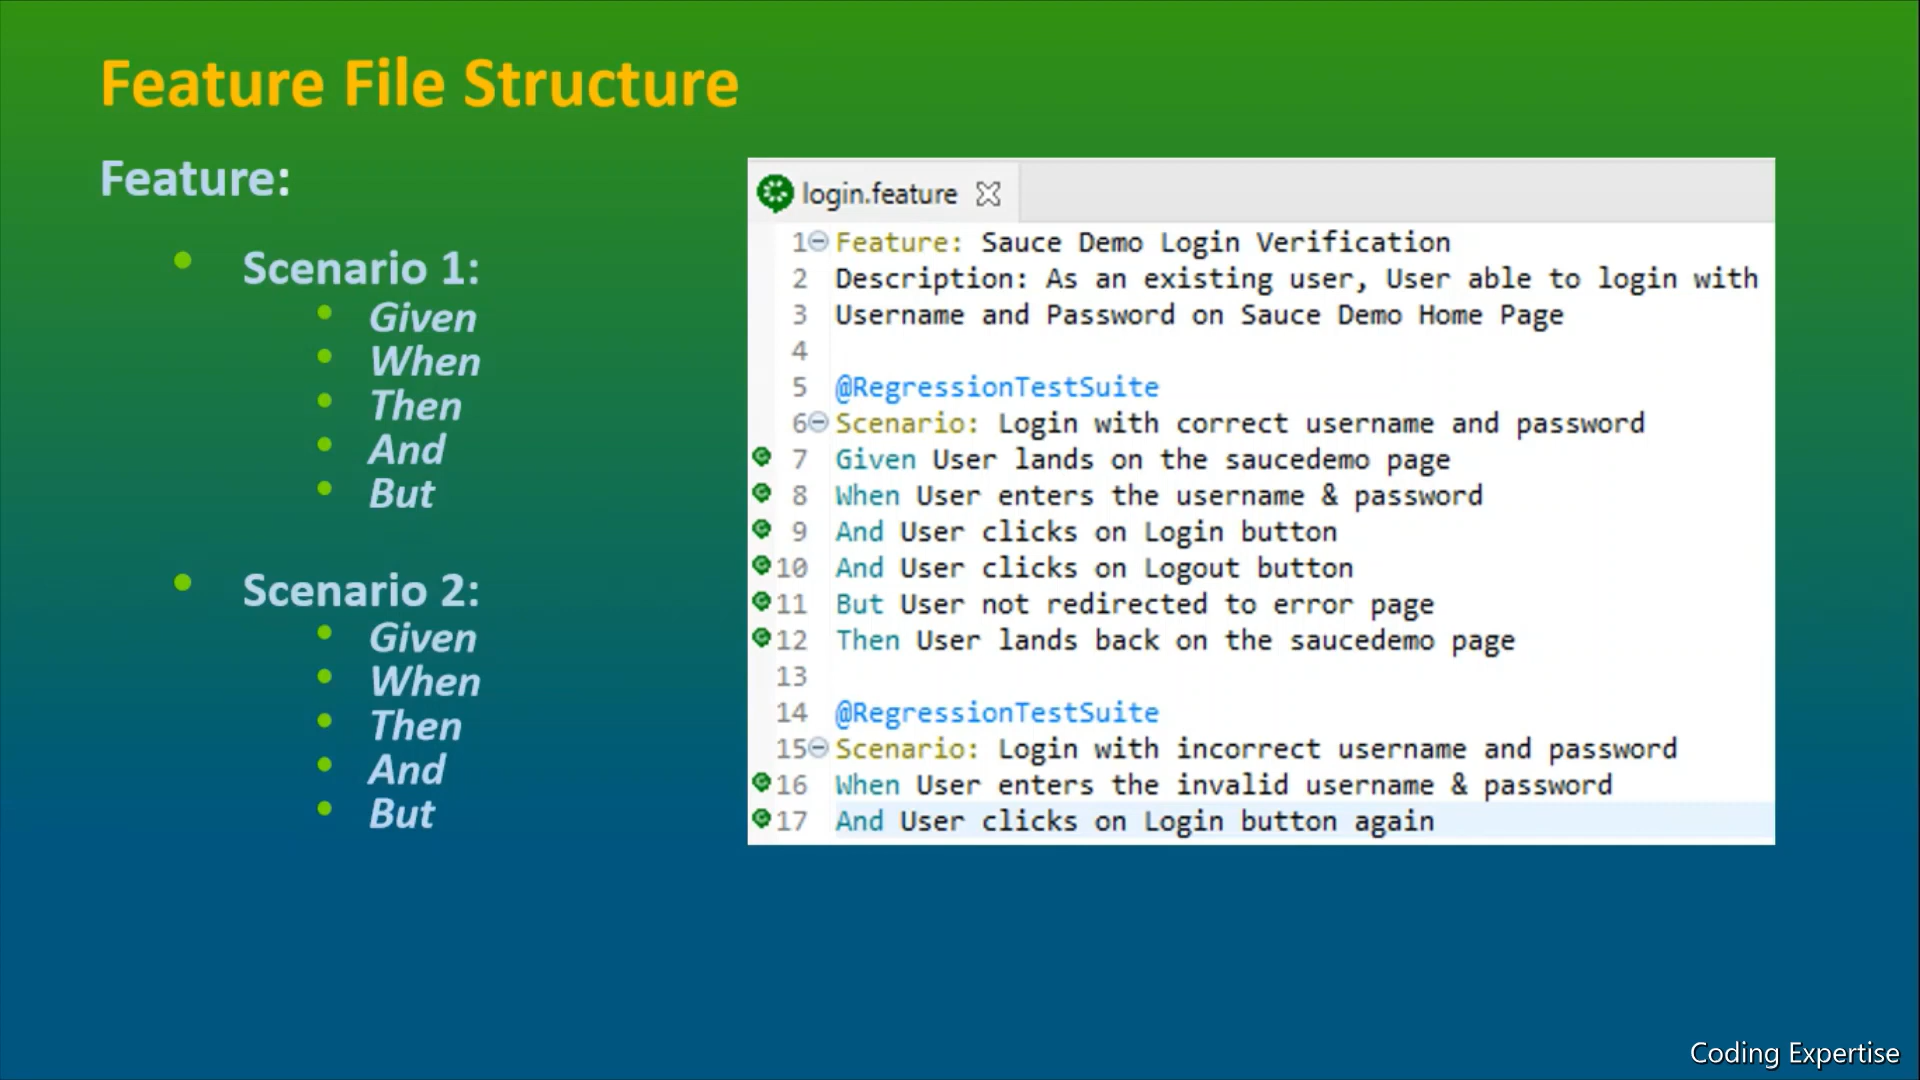 Feature File Structure
Feature:
Scenario 1:
Given
When
Then
And
But
Scenario 2:
Given
When
Then
And
But
login.feature
1 Feature: Sauce Demo Login Verification
2 Description: As an existing user, User able to login with
3 Username and Password on Sauce Demo Home Page
4
5 @RegressionTestSuite
6 Scenario: Login with correct username and password
7 Given User lands on the saucedemo page
8 When User enters the username & password
9 And User clicks on Login button
10 And User clicks on Logout button
11 But User not redirected to error page
12 Then User lands back on the saucedemo page
13
14 @RegressionTestSuite
15 Scenario: Login with incorrect username and password
16 When User enters the invalid username & password
17 And User clicks on Login button again
Coding Expertise